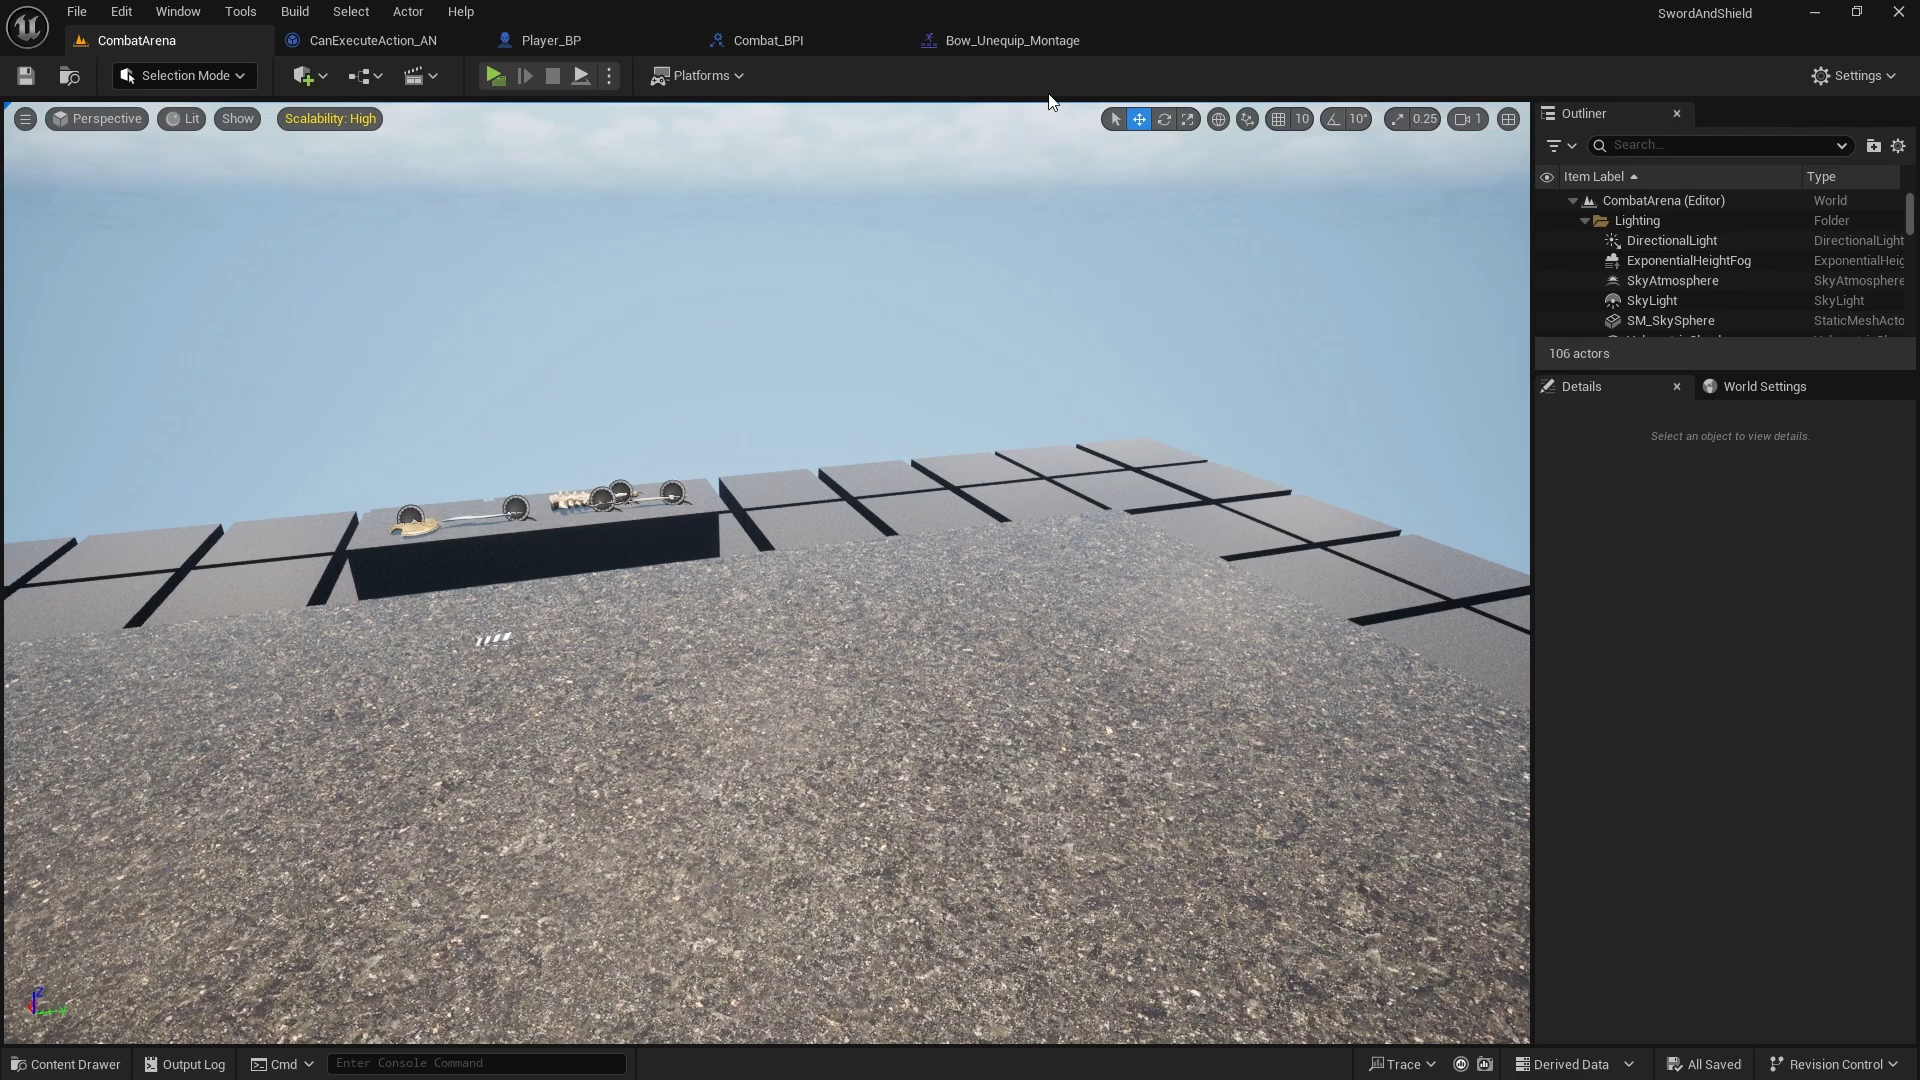 File Edit Window Tools Build Select Actor Help
SwordAndShield
CombatArena CanExecuteAction_AN Player_BP Combat_BPI Bow_Unequip_Montage
Selection Mode Platforms Settings
Perspective Lit Show Scalability: High 10 10° 0.25 1
Outliner
Search...
Item Label Type
CombatArena (Editor) World
Lighting Folder
DirectionalLight DirectionalLight
ExponentialHeightFog ExponentialHeig
SkyAtmosphere SkyAtmosphere
SkyLight SkyLight
SM_SkySphere StaticMeshActo
106 actors
Details World Settings
Select an object to view details.
Z
Content Drawer Output Log Cmd Enter Console Command Trace Derived Data All Saved Revision Control